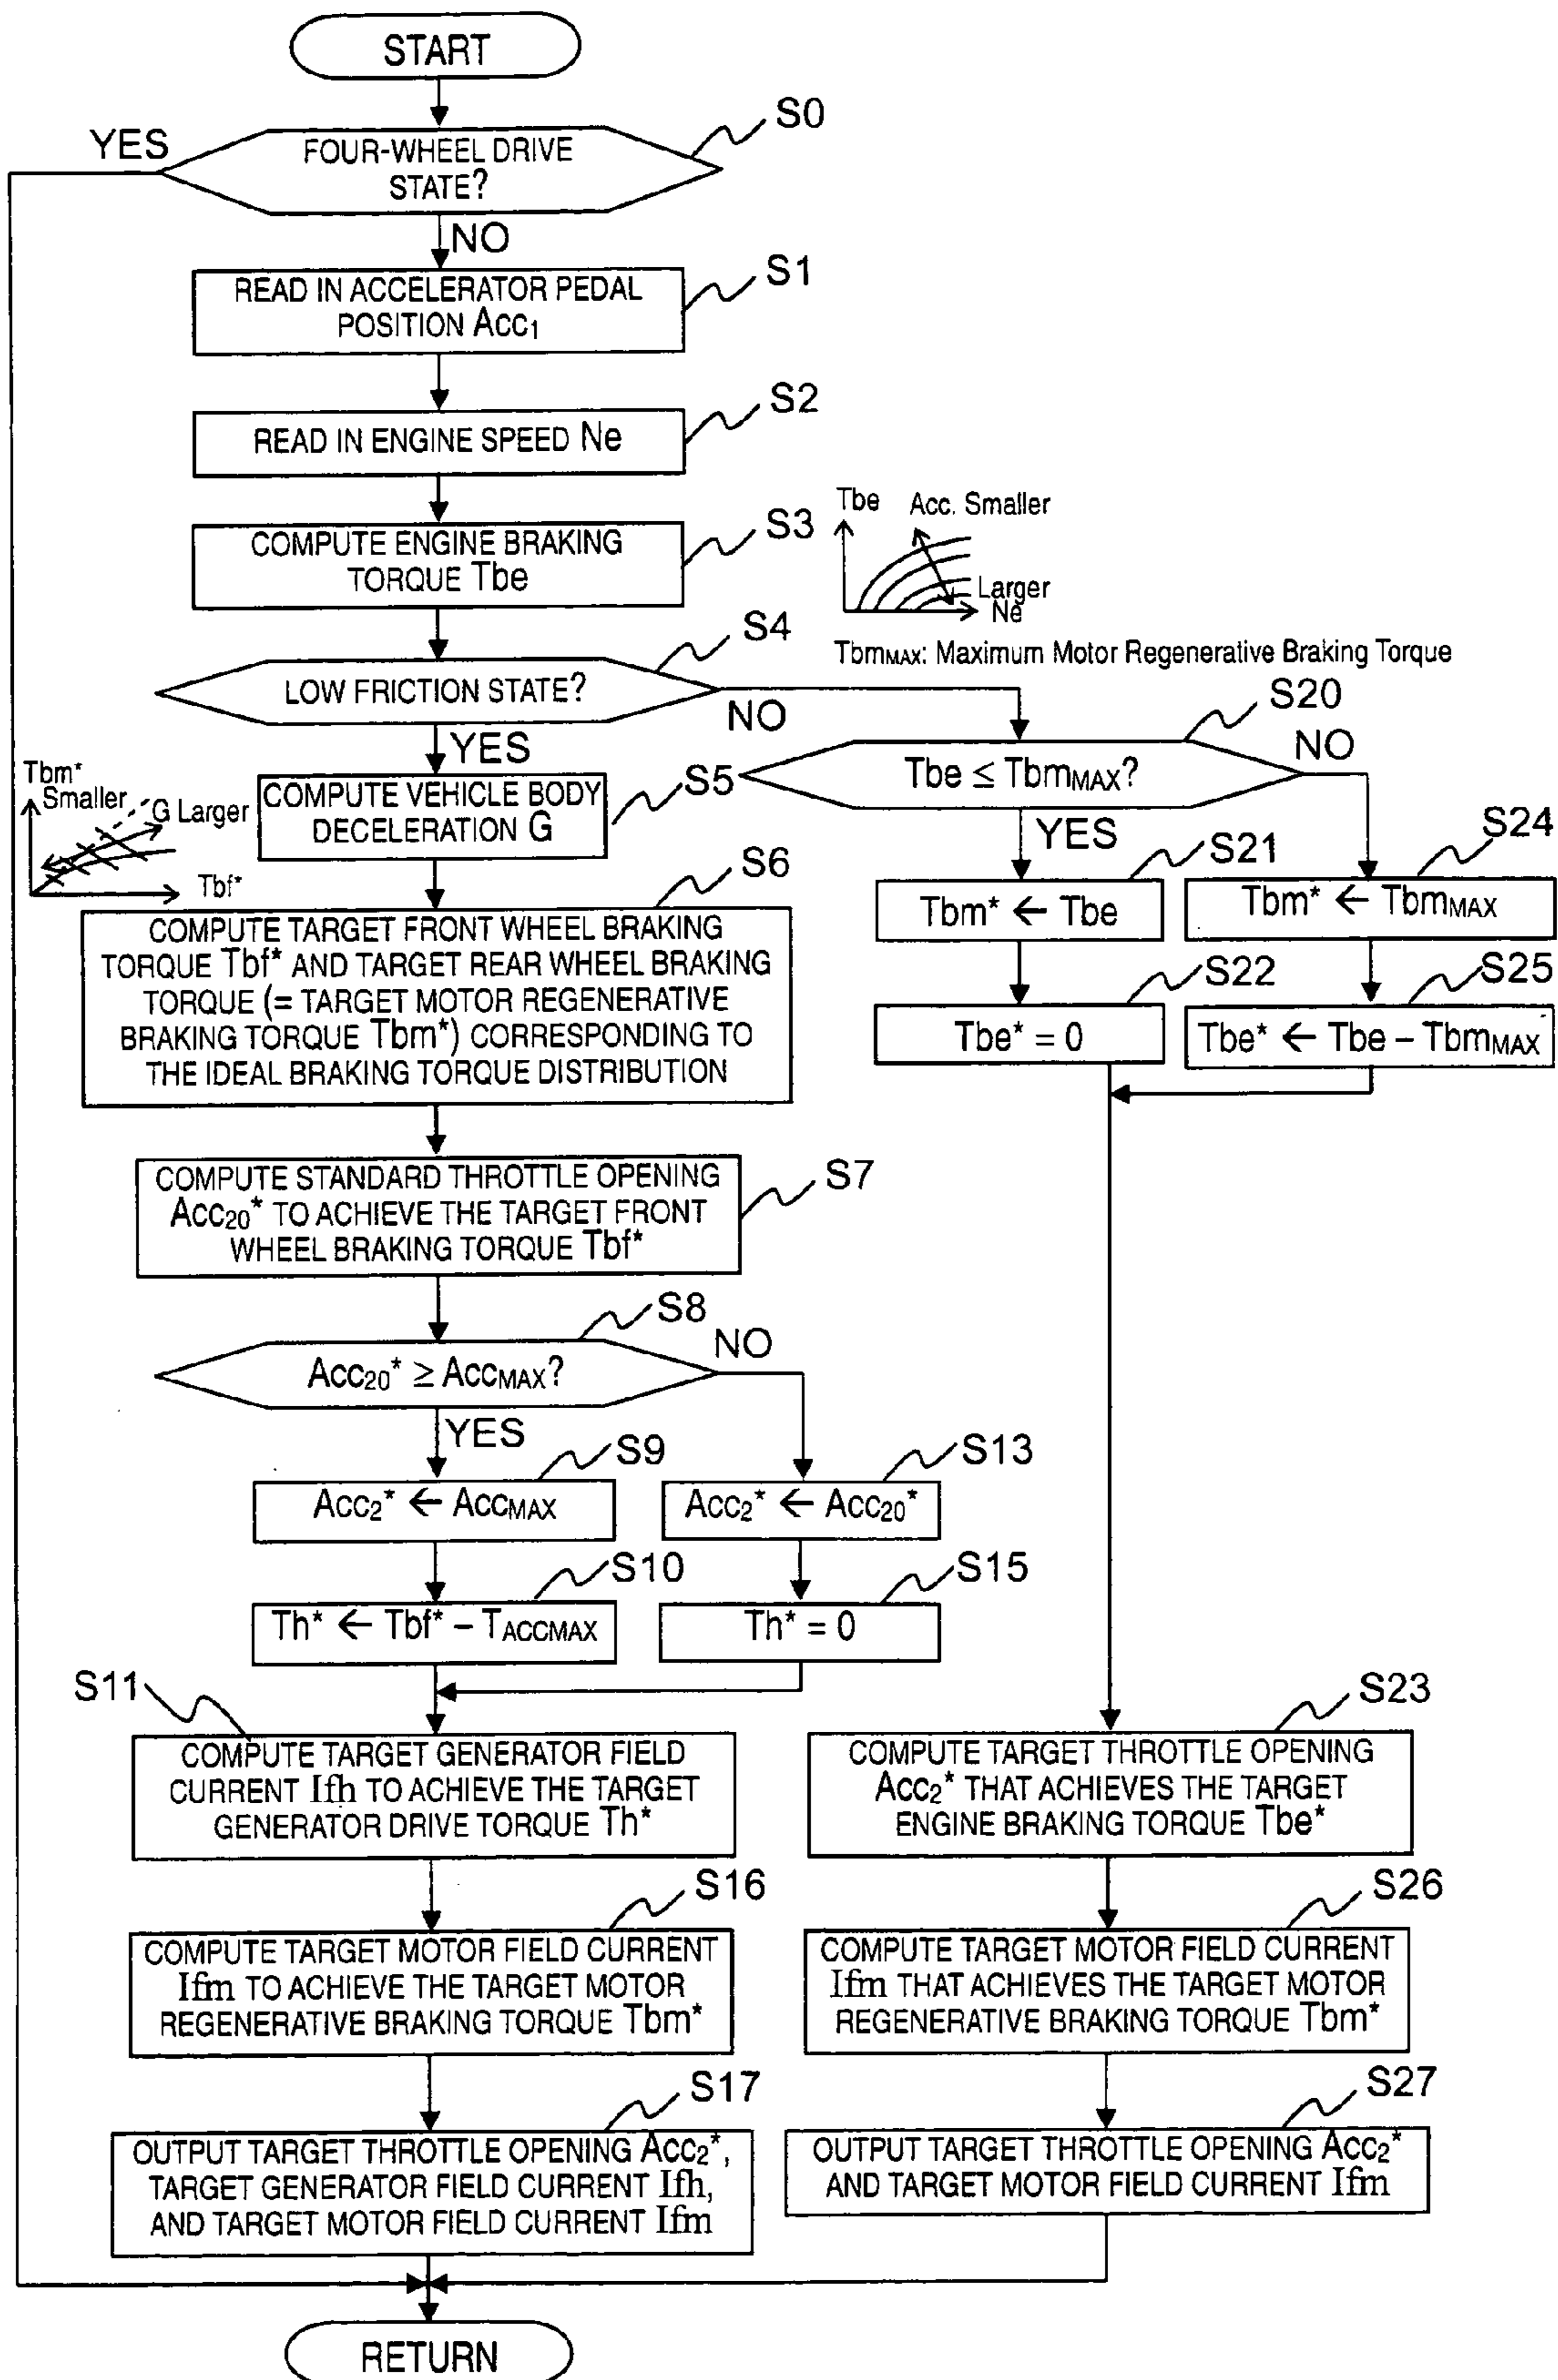 START
S0
YES
FOUR-WHEEL DRIVE
STATE?
NO
S1
READ IN ACCELERATOR PEDAL
POSITION Acc1
S2
READ IN ENGINE SPEED Ne
S3
COMPUTE ENGINE BRAKING
TORQUE Tbe
Tbe
Acc. Smaller
Larger
Ne
S4
LOW FRICTION STATE?
NO
YES
TbmMAX: Maximum Motor Regenerative Braking Torque
S20
Tbe ≤ TbmMAX?
NO
YES
Tbm*
Smaller
G Larger
Tbf*
S5
COMPUTE VEHICLE BODY
DECELERATION G
S21
Tbm* ← Tbe
S24
Tbm* ← TbmMAX
S22
Tbe* = 0
S25
Tbe* ← Tbe – TbmMAX
S6
COMPUTE TARGET FRONT WHEEL BRAKING
TORQUE Tbf* AND TARGET REAR WHEEL BRAKING
TORQUE (= TARGET MOTOR REGENERATIVE
BRAKING TORQUE Tbm*) CORRESPONDING TO
THE IDEAL BRAKING TORQUE DISTRIBUTION
S7
COMPUTE STANDARD THROTTLE OPENING
Acc20* TO ACHIEVE THE TARGET FRONT
WHEEL BRAKING TORQUE Tbf*
S8
Acc20* ≥ AccMAX?
NO
YES
S9
Acc2* ← AccMAX
S13
Acc2* ← Acc20*
S10
Th* ← Tbf* – TACCMAX
S15
Th* = 0
S11
COMPUTE TARGET GENERATOR FIELD
CURRENT Ifh TO ACHIEVE THE TARGET
GENERATOR DRIVE TORQUE Th*
S23
COMPUTE TARGET THROTTLE OPENING
Acc2* THAT ACHIEVES THE TARGET
ENGINE BRAKING TORQUE Tbe*
S16
COMPUTE TARGET MOTOR FIELD CURRENT
Ifm TO ACHIEVE THE TARGET MOTOR
REGENERATIVE BRAKING TORQUE Tbm*
S26
COMPUTE TARGET MOTOR FIELD CURRENT
Ifm THAT ACHIEVES THE TARGET MOTOR
REGENERATIVE BRAKING TORQUE Tbm*
S17
OUTPUT TARGET THROTTLE OPENING Acc2*,
TARGET GENERATOR FIELD CURRENT Ifh,
AND TARGET MOTOR FIELD CURRENT Ifm
S27
OUTPUT TARGET THROTTLE OPENING Acc2*
AND TARGET MOTOR FIELD CURRENT Ifm
RETURN